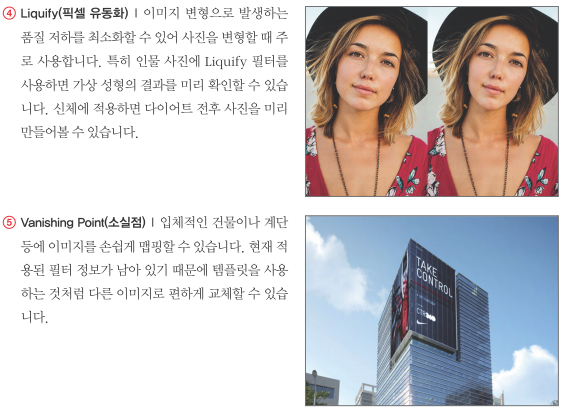 ④ Liquify(픽셀 유동화) | 이미지 변형으로 발생하는
품질 저하를 최소화할 수 있어 사진을 변형할 때 주
로 사용합니다. 특히 인물 사진에 Liquify 필터를
사용하면 가상 성형의 결과를 미리 확인할 수 있습
니다. 신체에 적용하면 다이어트 전후 사진을 미리
만들어볼 수 있습니다.
⑤ Vanishing Point(소실점) | 입체적인 건물이나 계단
등에 이미지를 손쉽게 맵핑할 수 있습니다. 현재 적
용된 필터 정보가 남아 있기 때문에 템플릿을 사용
하는 것처럼 다른 이미지로 편하게 교체할 수 있습
니다.
TAKE
CONTROL